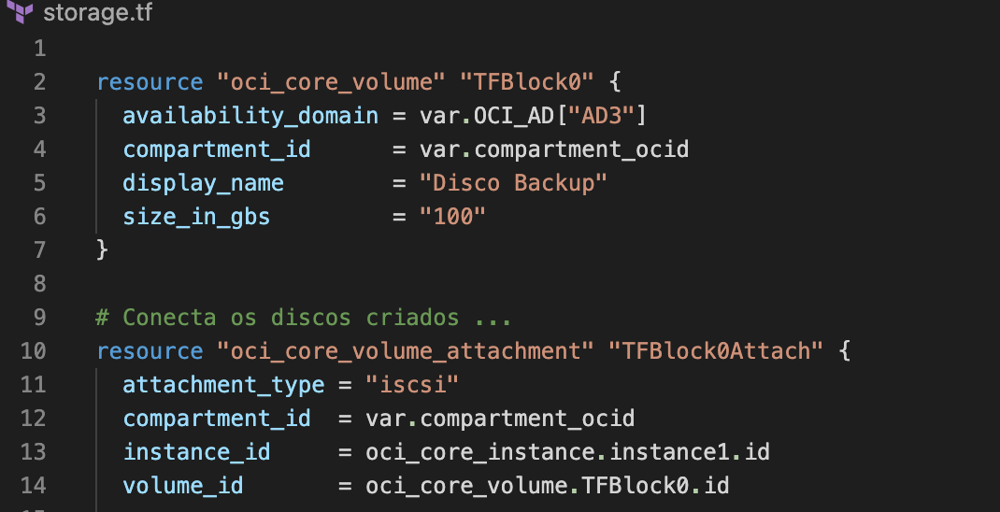 storage.tf
1
2 resource "oci_core_volume" "TFBlock0" {
3 availability_domain = var.OCI_AD["AD3"]
4 compartment_id = var.compartment_ocid
5 display_name = "Disco Backup"
6 size_in_gbs = "100"
7 }
8
9 # Conecta os discos criados ...
10 resource "oci_core_volume_attachment" "TFBlock0Attach" {
11 attachment_type = "iscsi"
12 compartment_id = var.compartment_ocid
13 instance_id = oci_core_instance.instance1.id
14 volume_id = oci_core_volume.TFBlock0.id